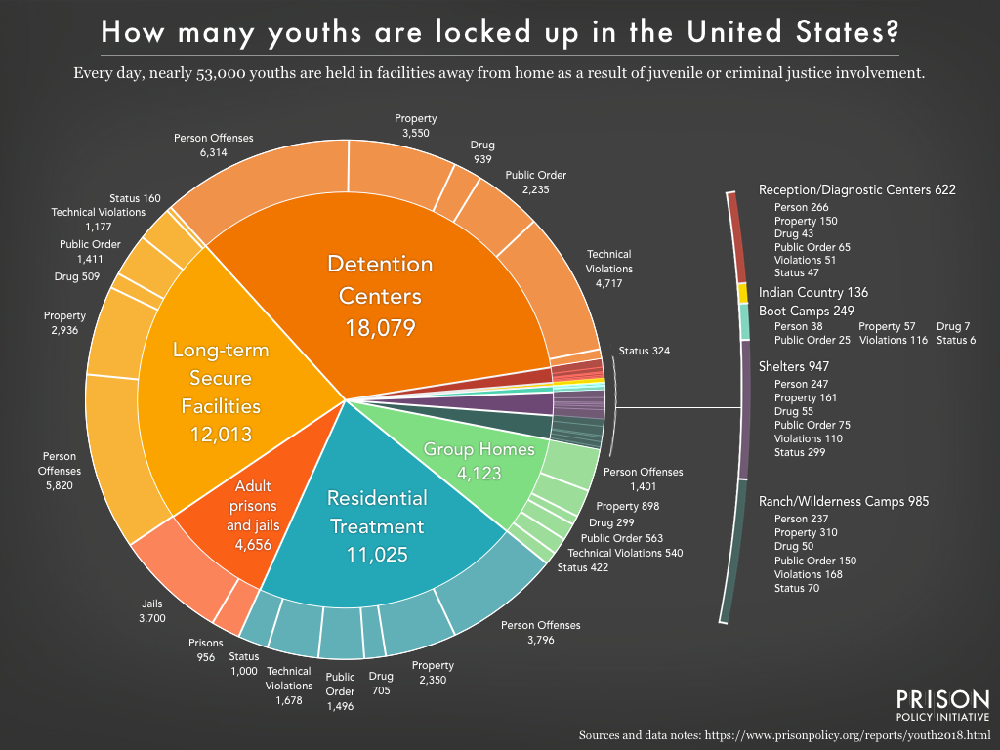 How many youths are locked up in the United States?
Every day, nearly 53,000 youths are held in facilities away from home as a result of juvenile or criminal justice involvement.
Detention
Centers
18,079
Person Offenses
6,314
Property
3,550
Drug
939
Public Order
2,235
Technical
Violations
4,717
Status 324
Long-term
Secure
Facilities
12,013
Status 160
Technical Violations
1,177
Public Order
1,411
Drug 509
Property
2,936
Person
Offenses
5,820
Adult
prisons
and jails
4,656
Jails
3,700
Prisons
956
Residential
Treatment
11,025
Status
1,000
Technical
Violations
1,678
Public
Order
1,496
Drug
705
Property
2,350
Person Offenses
3,796
Group Homes
4,123
Person Offenses
1,401
Property 898
Drug 299
Public Order 563
Technical Violations 540
Status 422
Reception/Diagnostic Centers 622
Person 266
Property 150
Drug 43
Public Order 65
Violations 51
Status 47
Indian Country 136
Boot Camps 249
Person 38 Property 57 Drug 7
Public Order 25 Violations 116 Status 6
Shelters 947
Person 247
Property 161
Drug 55
Public Order 75
Violations 110
Status 299
Ranch/Wilderness Camps 985
Person 237
Property 310
Drug 50
Public Order 150
Violations 168
Status 70
PRISON
POLICY INITIATIVE
Sources and data notes: https://www.prisonpolicy.org/reports/youth2018.html